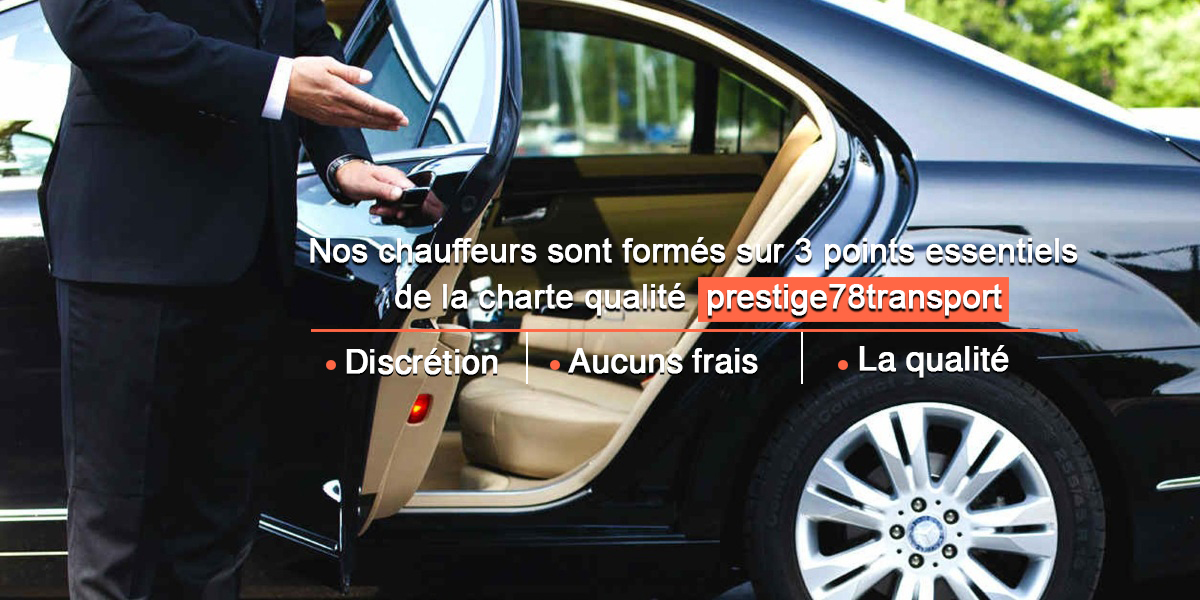 Nos chauffeurs sont formés sur 3 points essentiels
de la charte qualité prestige78transport
• Discrétion • Aucuns frais • La qualité